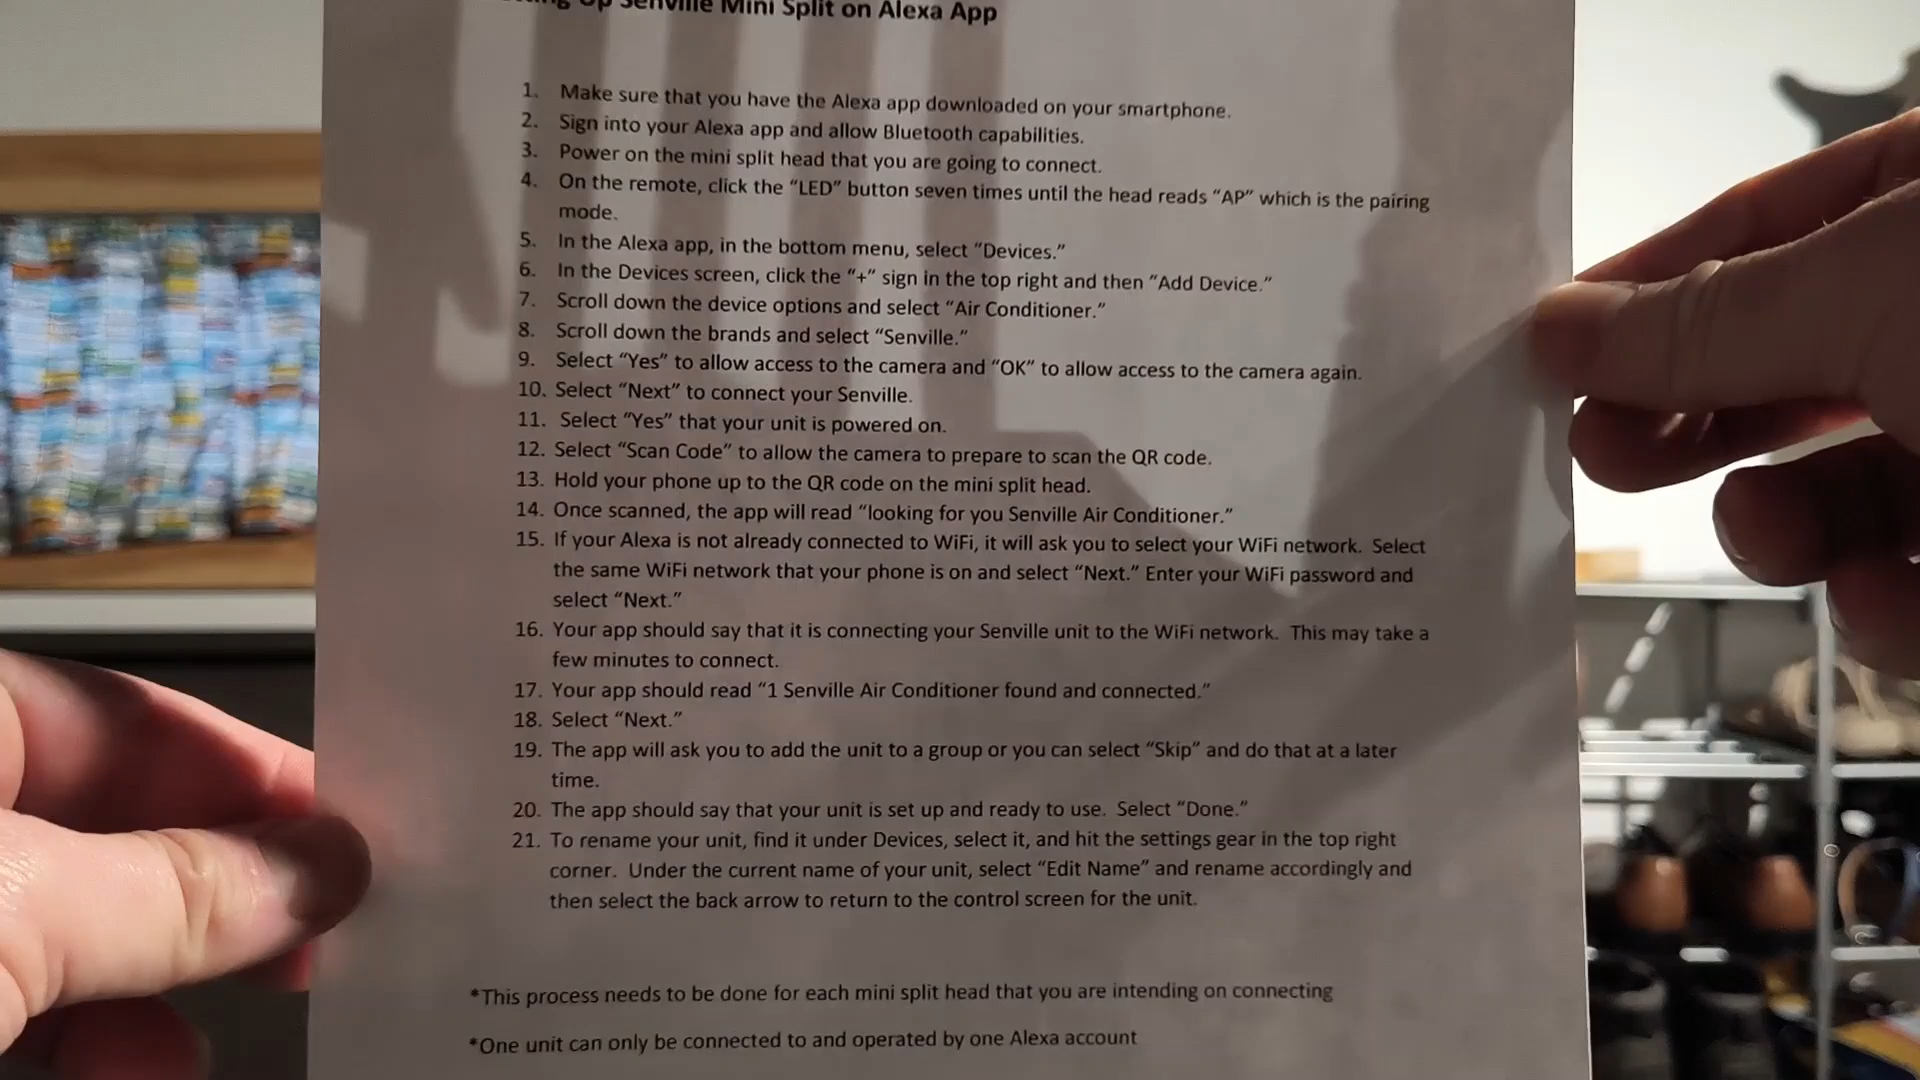 Up Senville Mini Split on Alexa App
1. Make sure that you have the Alexa app downloaded on your smartphone.
2. Sign into your Alexa app and allow Bluetooth capabilities.
3. Power on the mini split head that you are going to connect.
4. On the remote, click the “LED” button seven times until the head reads “AP” which is the pairing
mode.
5. In the Alexa app, in the bottom menu, select “Devices.”
6. In the Devices screen, click the “+” sign in the top right and then “Add Device.”
7. Scroll down the device options and select “Air Conditioner.”
8. Scroll down the brands and select “Senville.”
9. Select “Yes” to allow access to the camera and “OK” to allow access to the camera again.
10. Select “Next” to connect your Senville.
11. Select “Yes” that your unit is powered on.
12. Select “Scan Code” to allow the camera to prepare to scan the QR code.
13. Hold your phone up to the QR code on the mini split head.
14. Once scanned, the app will read “looking for you Senville Air Conditioner.”
15. If your Alexa is not already connected to WiFi, it will ask you to select your WiFi network. Select
the same WiFi network that your phone is on and select “Next.” Enter your WiFi password and
select “Next.”
16. Your app should say that it is connecting your Senville unit to the WiFi network. This may take a
few minutes to connect.
17. Your app should read “1 Senville Air Conditioner found and connected.”
18. Select “Next.”
19. The app will ask you to add the unit to a group or you can select “Skip” and do that at a later
time.
20. The app should say that your unit is set up and ready to use. Select “Done.”
21. To rename your unit, find it under Devices, select it, and hit the settings gear in the top right
corner. Under the current name of your unit, select “Edit Name” and rename accordingly and
then select the back arrow to return to the control screen for the unit.
*This process needs to be done for each mini split head that you are intending on connecting
*One unit can only be connected to and operated by one Alexa account